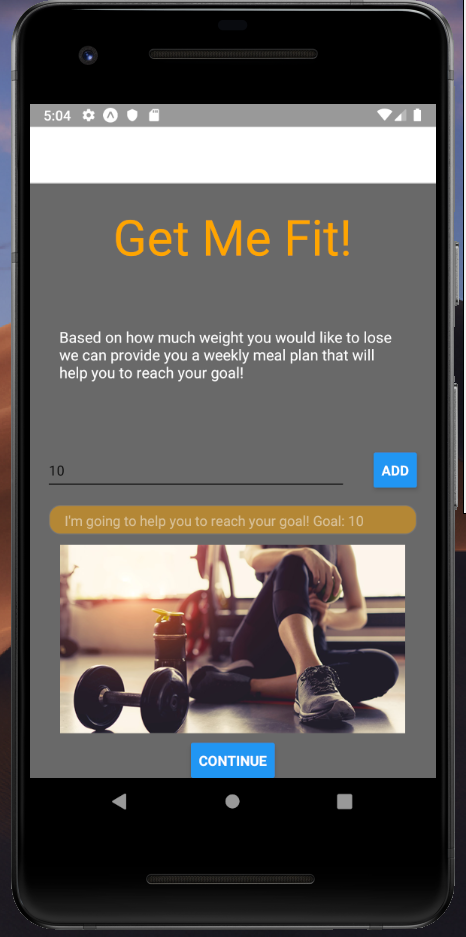 5:04
Get Me Fit!
Based on how much weight you would like to lose
we can provide you a weekly meal plan that will
help you to reach your goal!
10
ADD
I'm going to help you to reach your goal! Goal: 10
CONTINUE